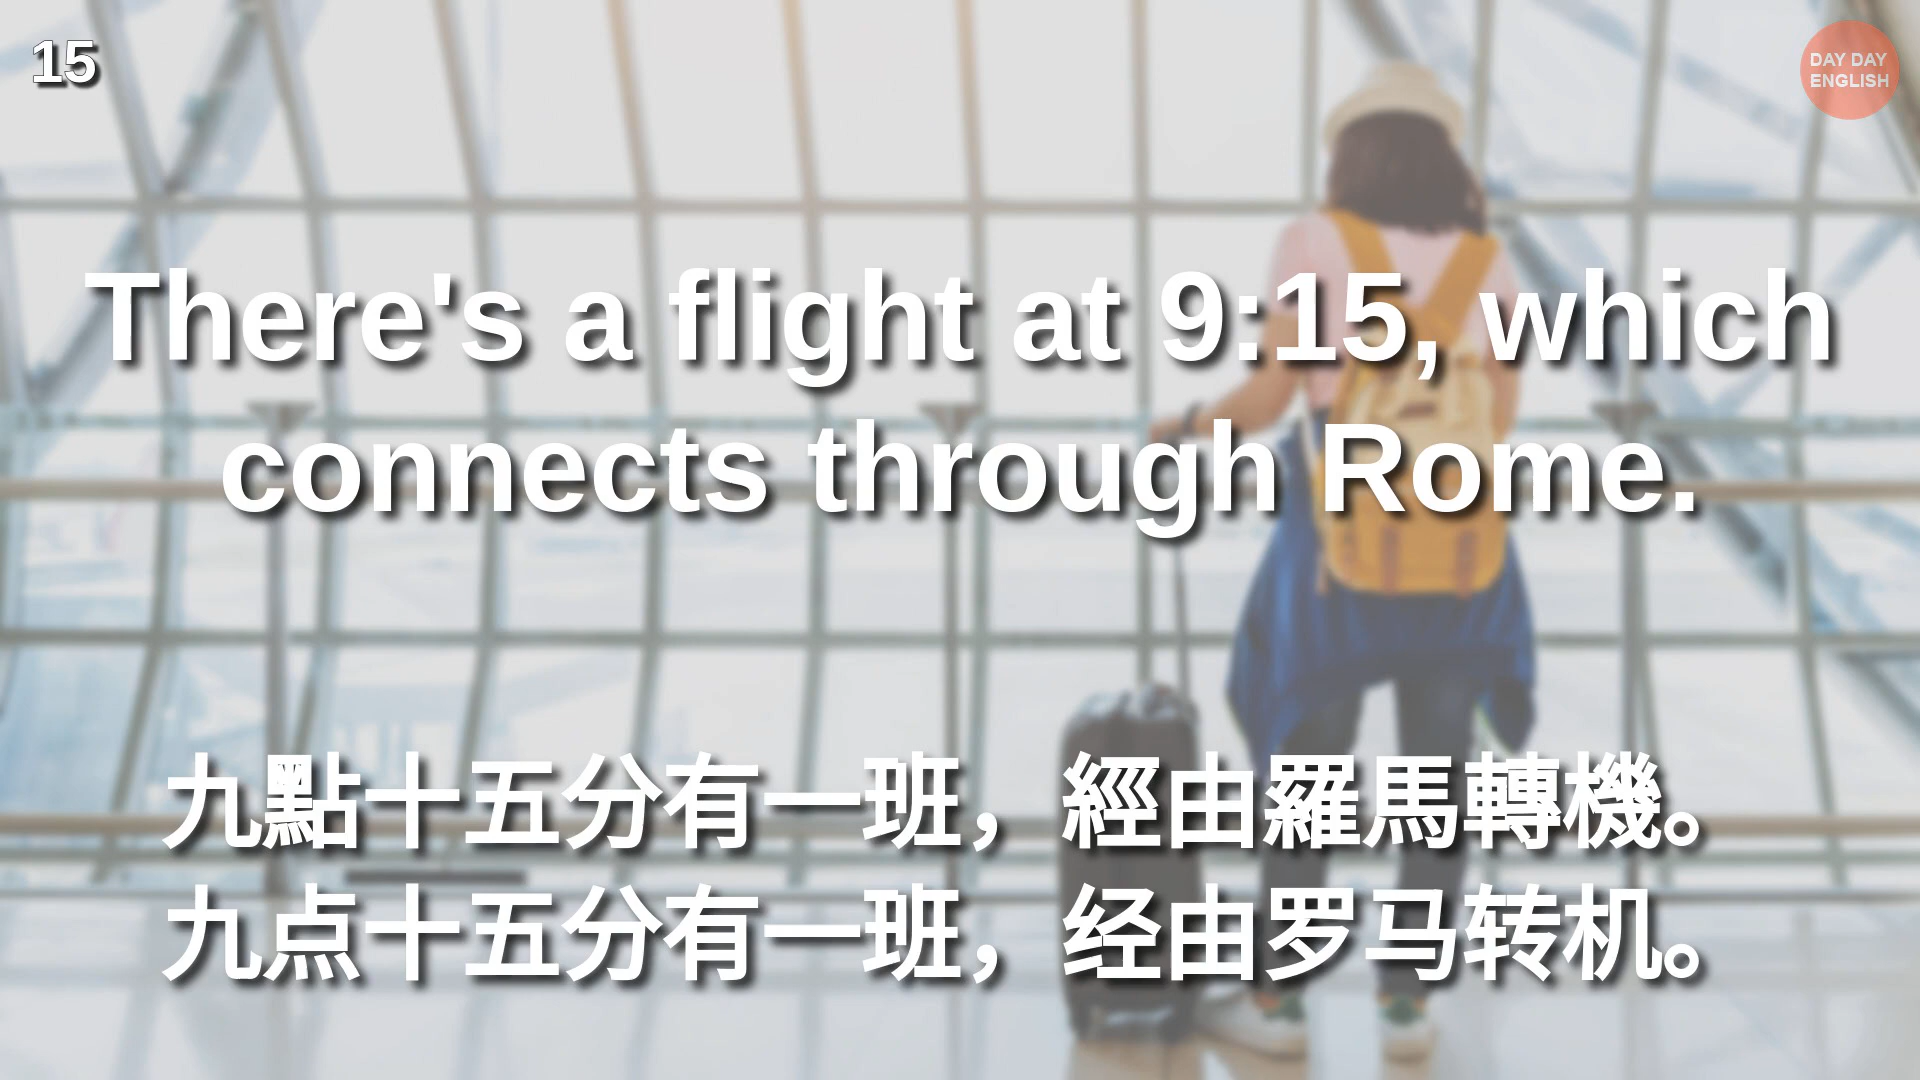 15
DAY DAY
ENGLISH
There's a flight at 9:15, which
connects through Rome.
九點十五分有一班，經由羅馬轉機。
九点十五分有一班，经由罗马转机。